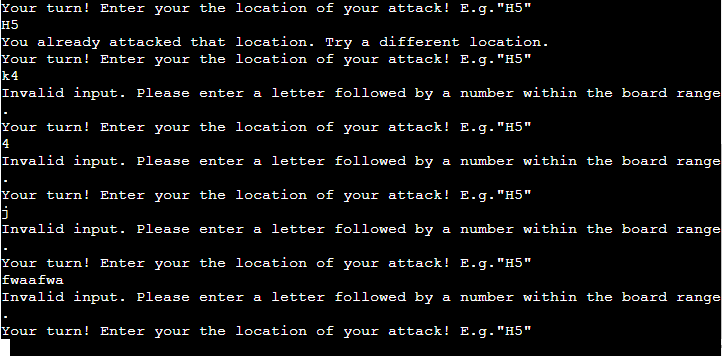 Your turn! Enter your the location of your attack! E.g."H5"
H5
You already attacked that location. Try a different location.
Your turn! Enter your the location of your attack! E.g."H5"
k4
Invalid input. Please enter a letter followed by a number within the board range
.
Your turn! Enter your the location of your attack! E.g."H5"
4
Invalid input. Please enter a letter followed by a number within the board range
.
Your turn! Enter your the location of your attack! E.g."H5"
j
Invalid input. Please enter a letter followed by a number within the board range
.
Your turn! Enter your the location of your attack! E.g."H5"
fwaafwa
Invalid input. Please enter a letter followed by a number within the board range
.
Your turn! Enter your the location of your attack! E.g."H5"